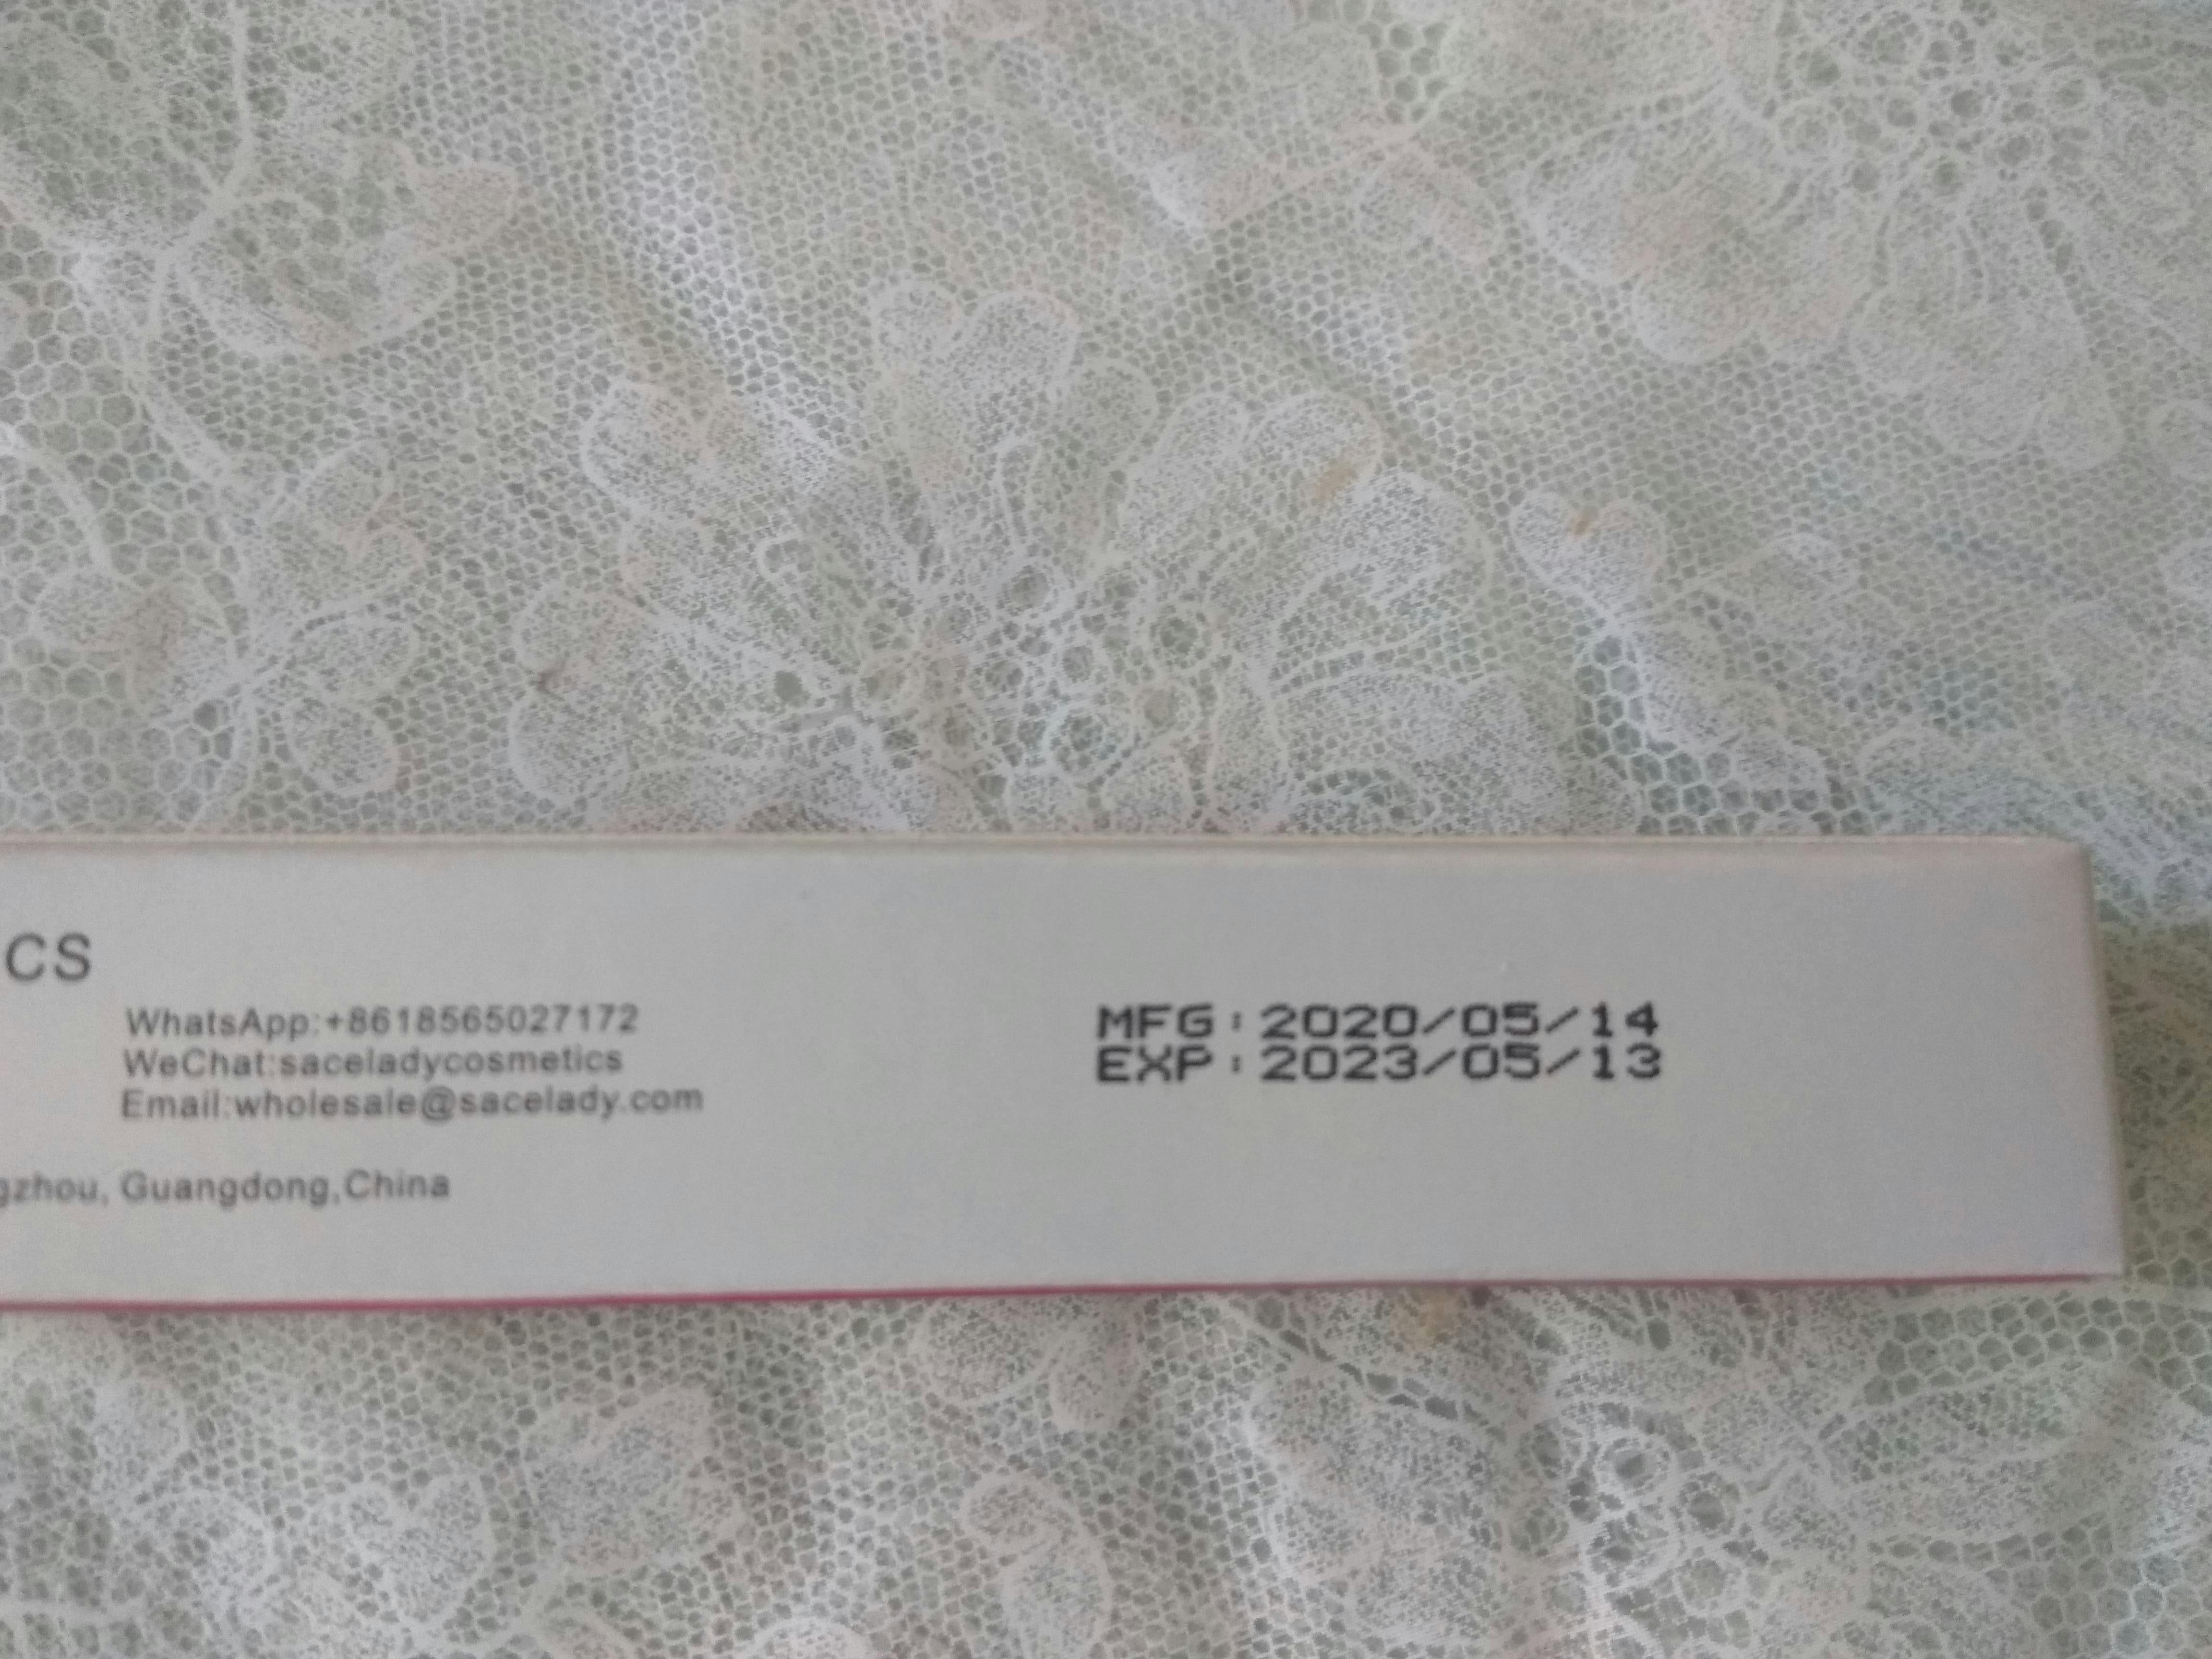 CS
WhatsApp:+8618565027172
WeChat:saceladycosmetics
Email:wholesale@sacelady.com
gzhou, Guangdong,China
MFG:2020/05/14
EXP:2023/05/13